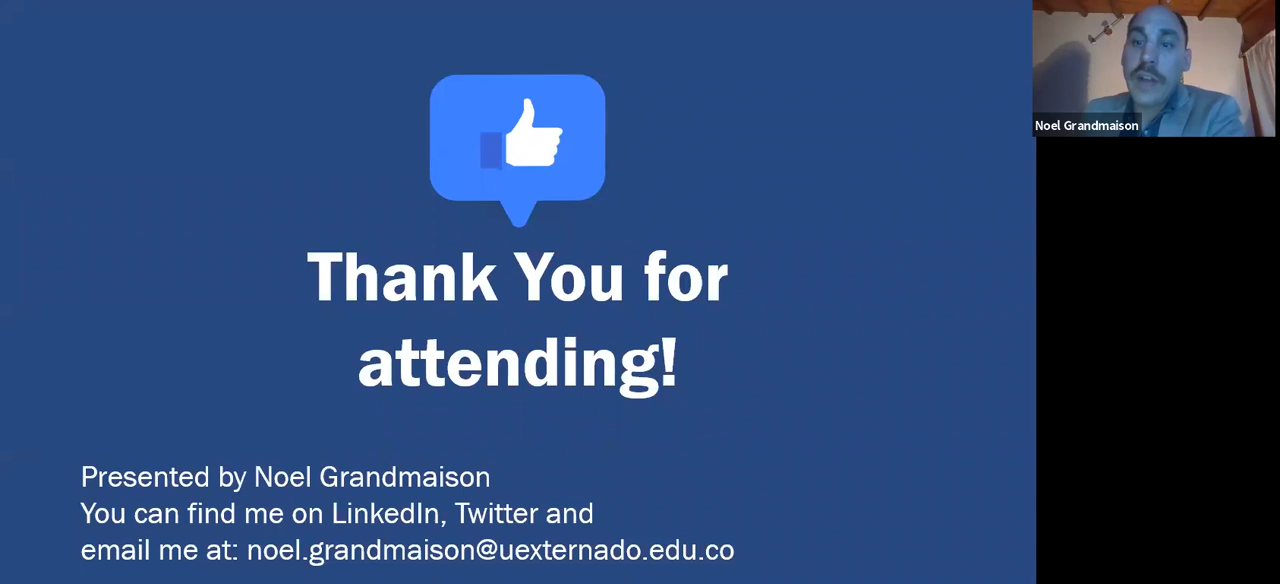 Noel Grandmaison
Thank You for
attending!
Presented by Noel Grandmaison
You can find me on LinkedIn, Twitter and
email me at: noel.grandmaison@uexternado.edu.co